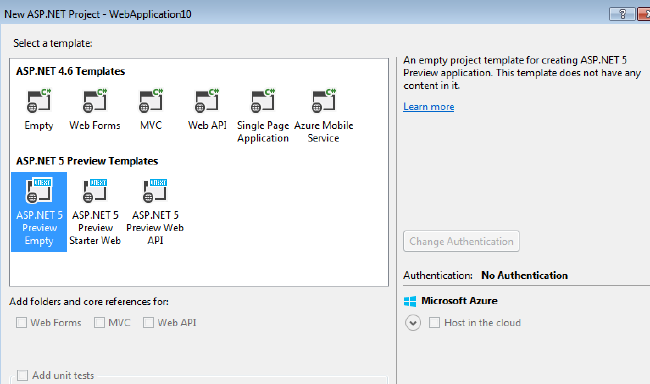 New ASP.NET Project - WebApplication10
Select a template:
ASP.NET 4.6 Templates
C# C# C# C# C# C#
Empty Web Forms MVC Web API Single Page Azure Mobile
Application Service
ASP.NET 5 Preview Templates
ASP.NET 5 ASP.NET 5 ASP.NET 5
Preview Preview Preview Web
Empty Starter Web API
An empty project template for creating ASP.NET 5
Preview application. This template does not have any
content in it.
Learn more
Change Authentication
Authentication: No Authentication
Microsoft Azure
Host in the cloud
Add folders and core references for:
Web Forms MVC Web API
Add unit tests